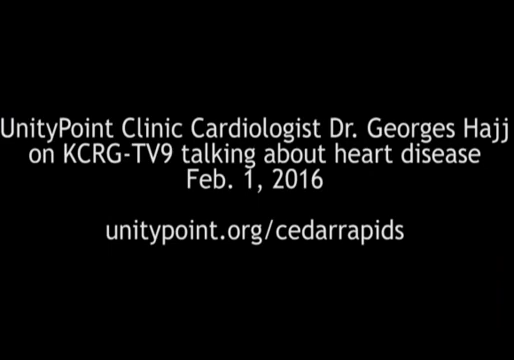 UnityPoint Clinic Cardiologist Dr. Georges Hajj
on KCRG-TV9 talking about heart disease
Feb. 1, 2016
unitypoint.org/cedarrapids